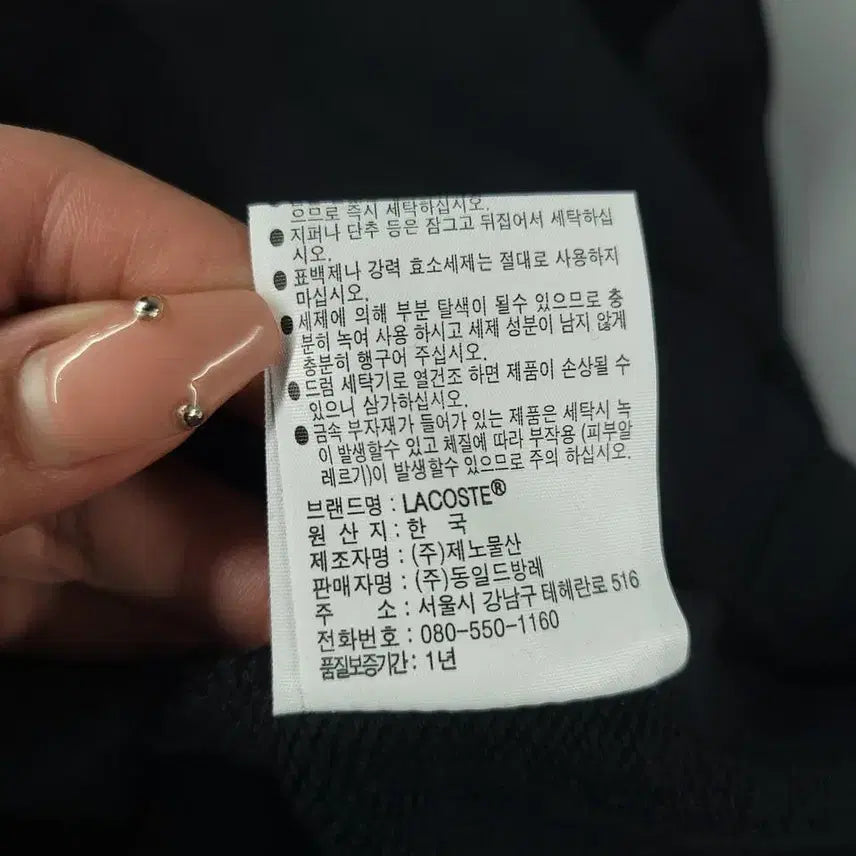 으므로 즉시 세탁하십시오.
● 지퍼나 단추 등은 잠그고 뒤집어서 세탁하십
시오.
● 표백제나 강력 효소세제는 절대로 사용하지
마십시오.
● 세제에 의해 부분 탈색이 될수 있으므로 충
분히 녹여 사용 하시고 세제 성분이 남지 않게
충분히 헹구어 주십시오.
● 드럼 세탁기로 열건조 하면 제품이 손상될 수
있으니 삼가하십시오.
● 금속 부자재가 들어가 있는 제품은 세탁시 녹
이 발생할수 있고 체질에 따라 부작용 (피부알
레르기)이 발생할수 있으므로 주의 하십시오.
브랜드명 : LACOSTE®
원 산 지 : 한 국
제조자명 : (주)제노물산
판매자명 : (주)동일드방레
주 소 : 서울시 강남구 테헤란로 516
전화번호 : 080-550-1160
품질보증기간 : 1년